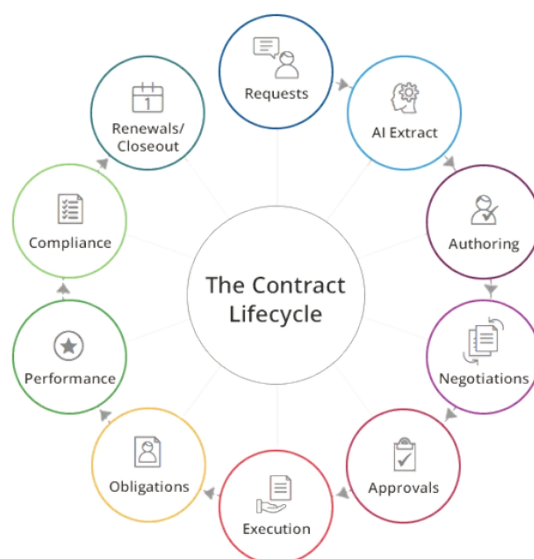 Requests
AI Extract
Authoring
Negotiations
Approvals
Execution
Obligations
Performance
Compliance
1
Renewals/
Closeout
The Contract
Lifecycle